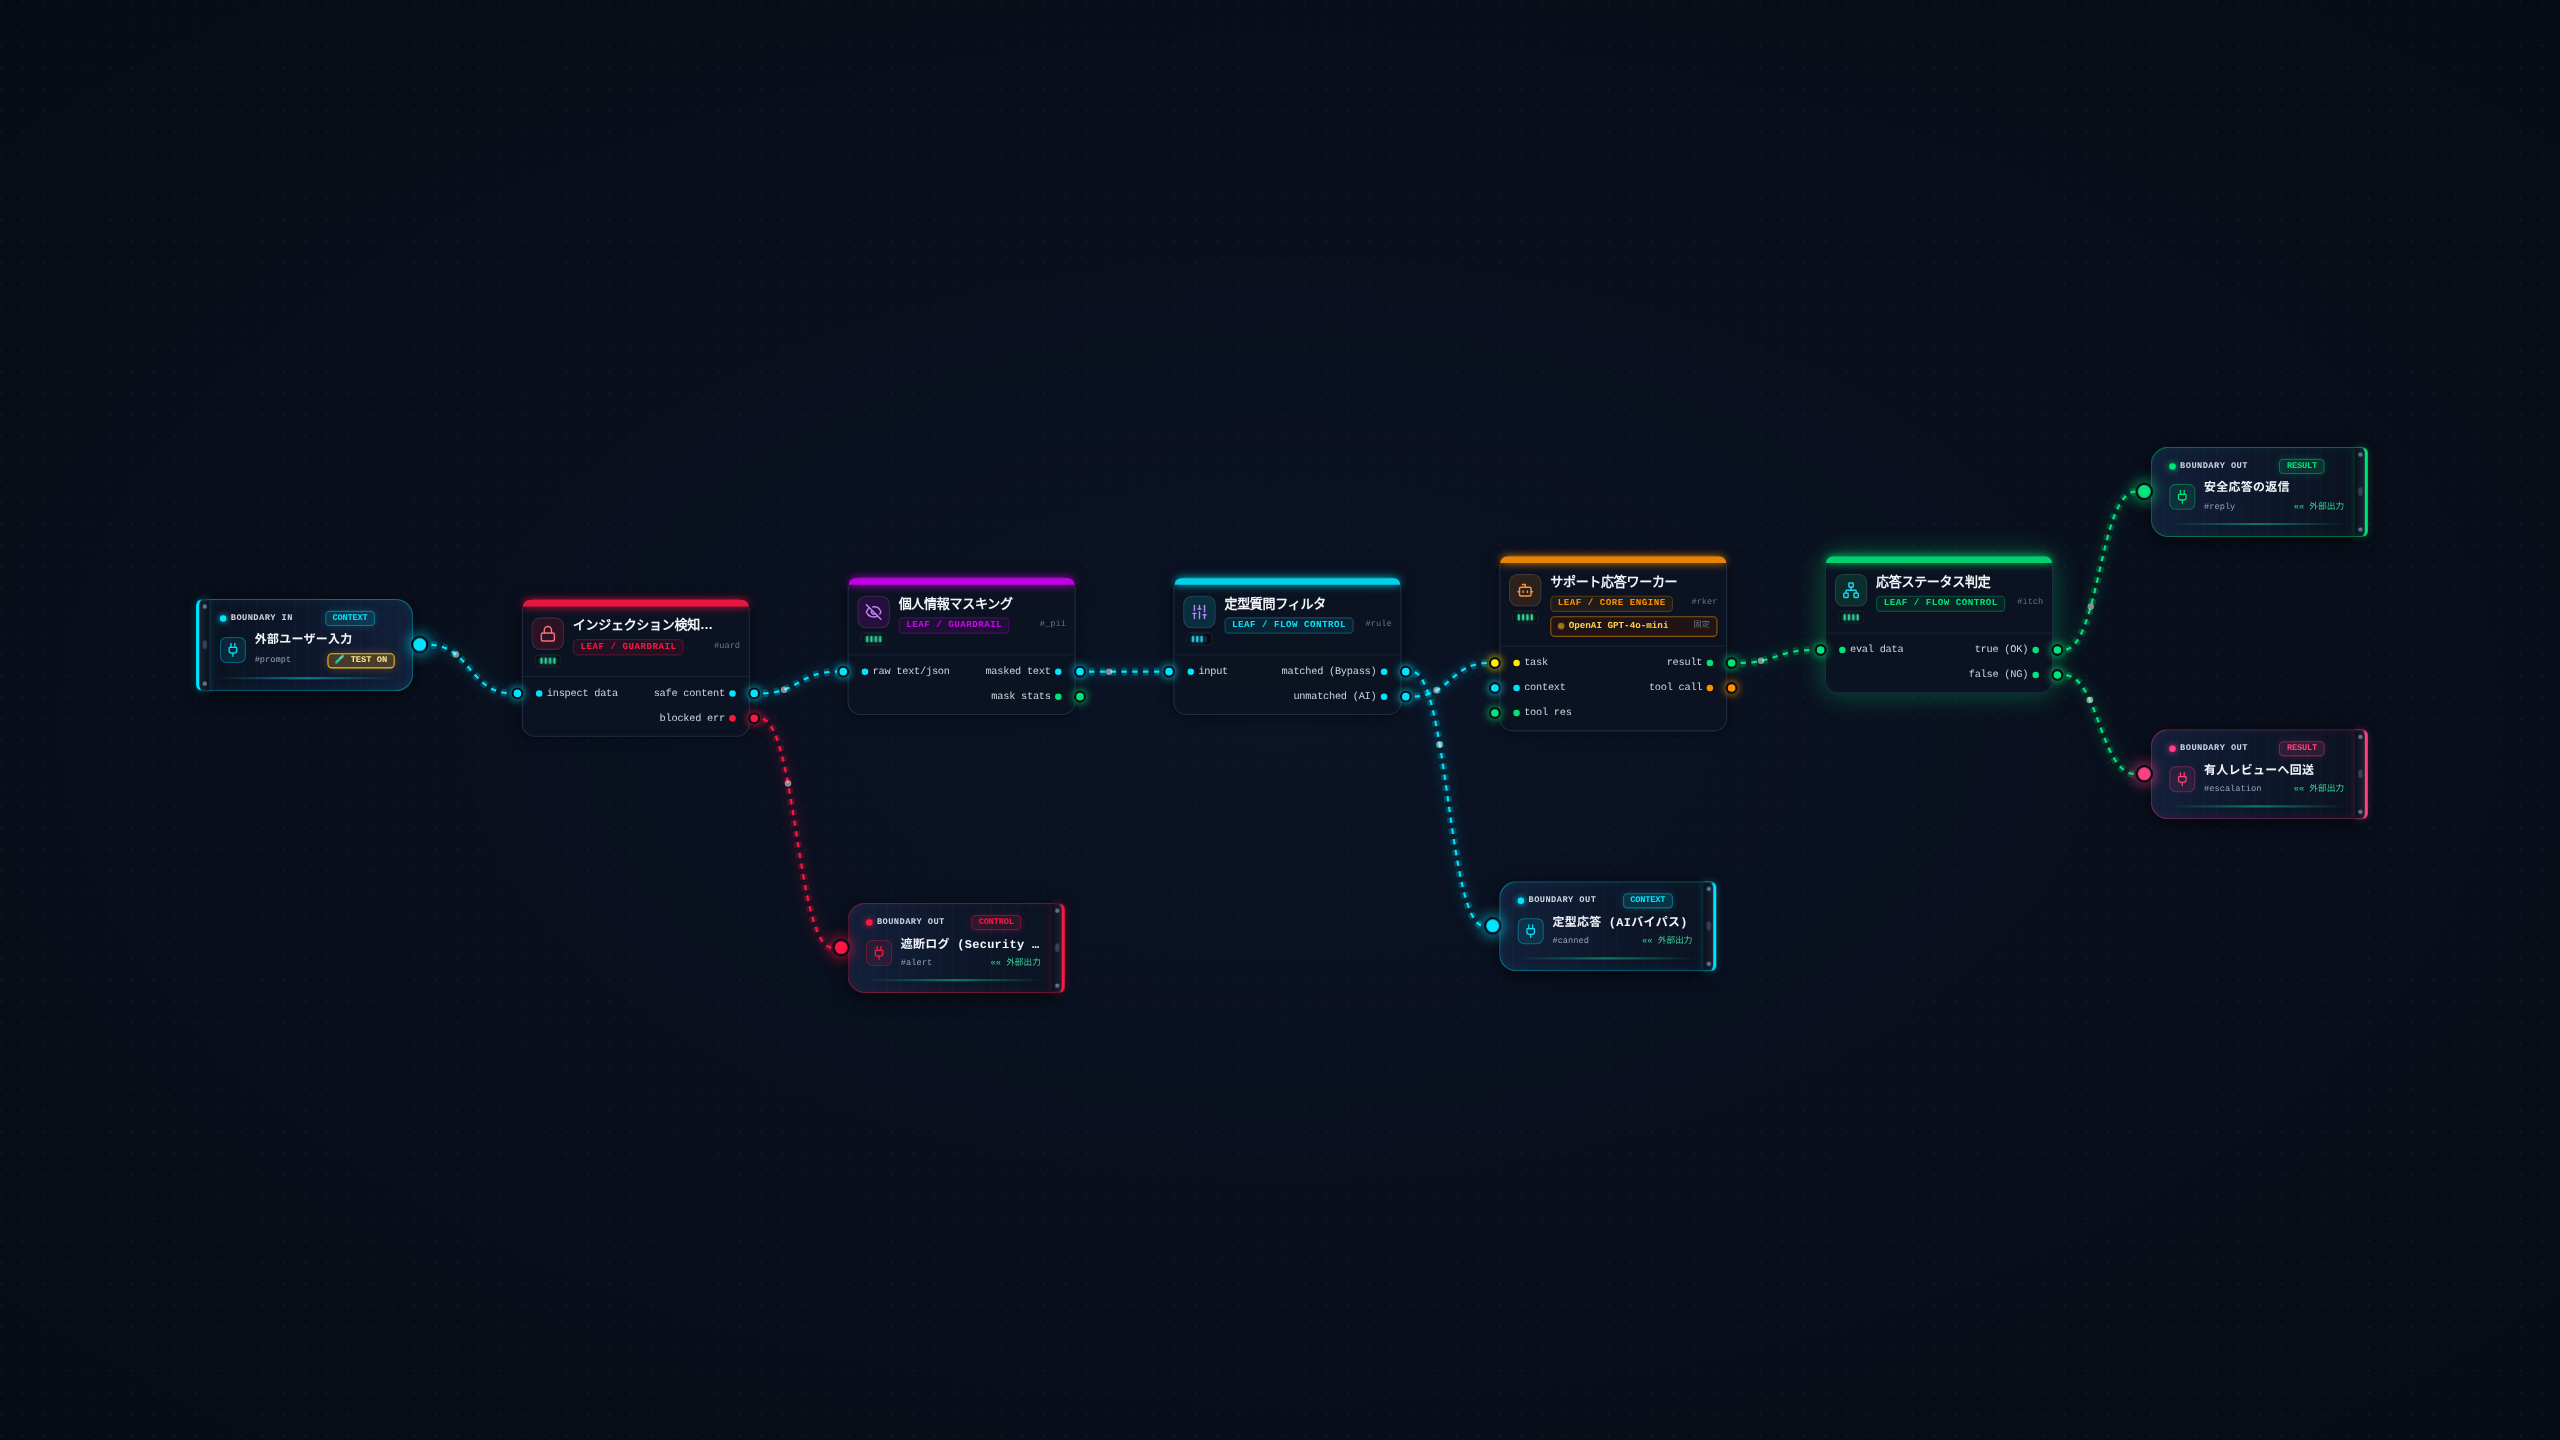 BOUNDARY IN
CONTEXT
外部ユーザー入力
#prompt
TEST ON
インジェクション検知…
LEAF / GUARDRAIL
#uard
inspect data
safe content
blocked err
個人情報マスキング
LEAF / GUARDRAIL
#_pii
raw text/json
masked text
mask stats
BOUNDARY OUT
CONTROL
遮断ログ (Security …
#alert
«« 外部出力
定型質問フィルタ
LEAF / FLOW CONTROL
#rule
input
matched (Bypass)
unmatched (AI)
サポート応答ワーカー
LEAF / CORE ENGINE
#rker
OpenAI GPT-4o-mini
固定
task
result
context
tool call
tool res
BOUNDARY OUT
CONTEXT
定型応答 (AIバイパス)
#canned
«« 外部出力
応答ステータス判定
LEAF / FLOW CONTROL
#itch
eval data
true (OK)
false (NG)
BOUNDARY OUT
RESULT
安全応答の返信
#reply
«« 外部出力
BOUNDARY OUT
RESULT
有人レビューへ回送
#escalation
«« 外部出力